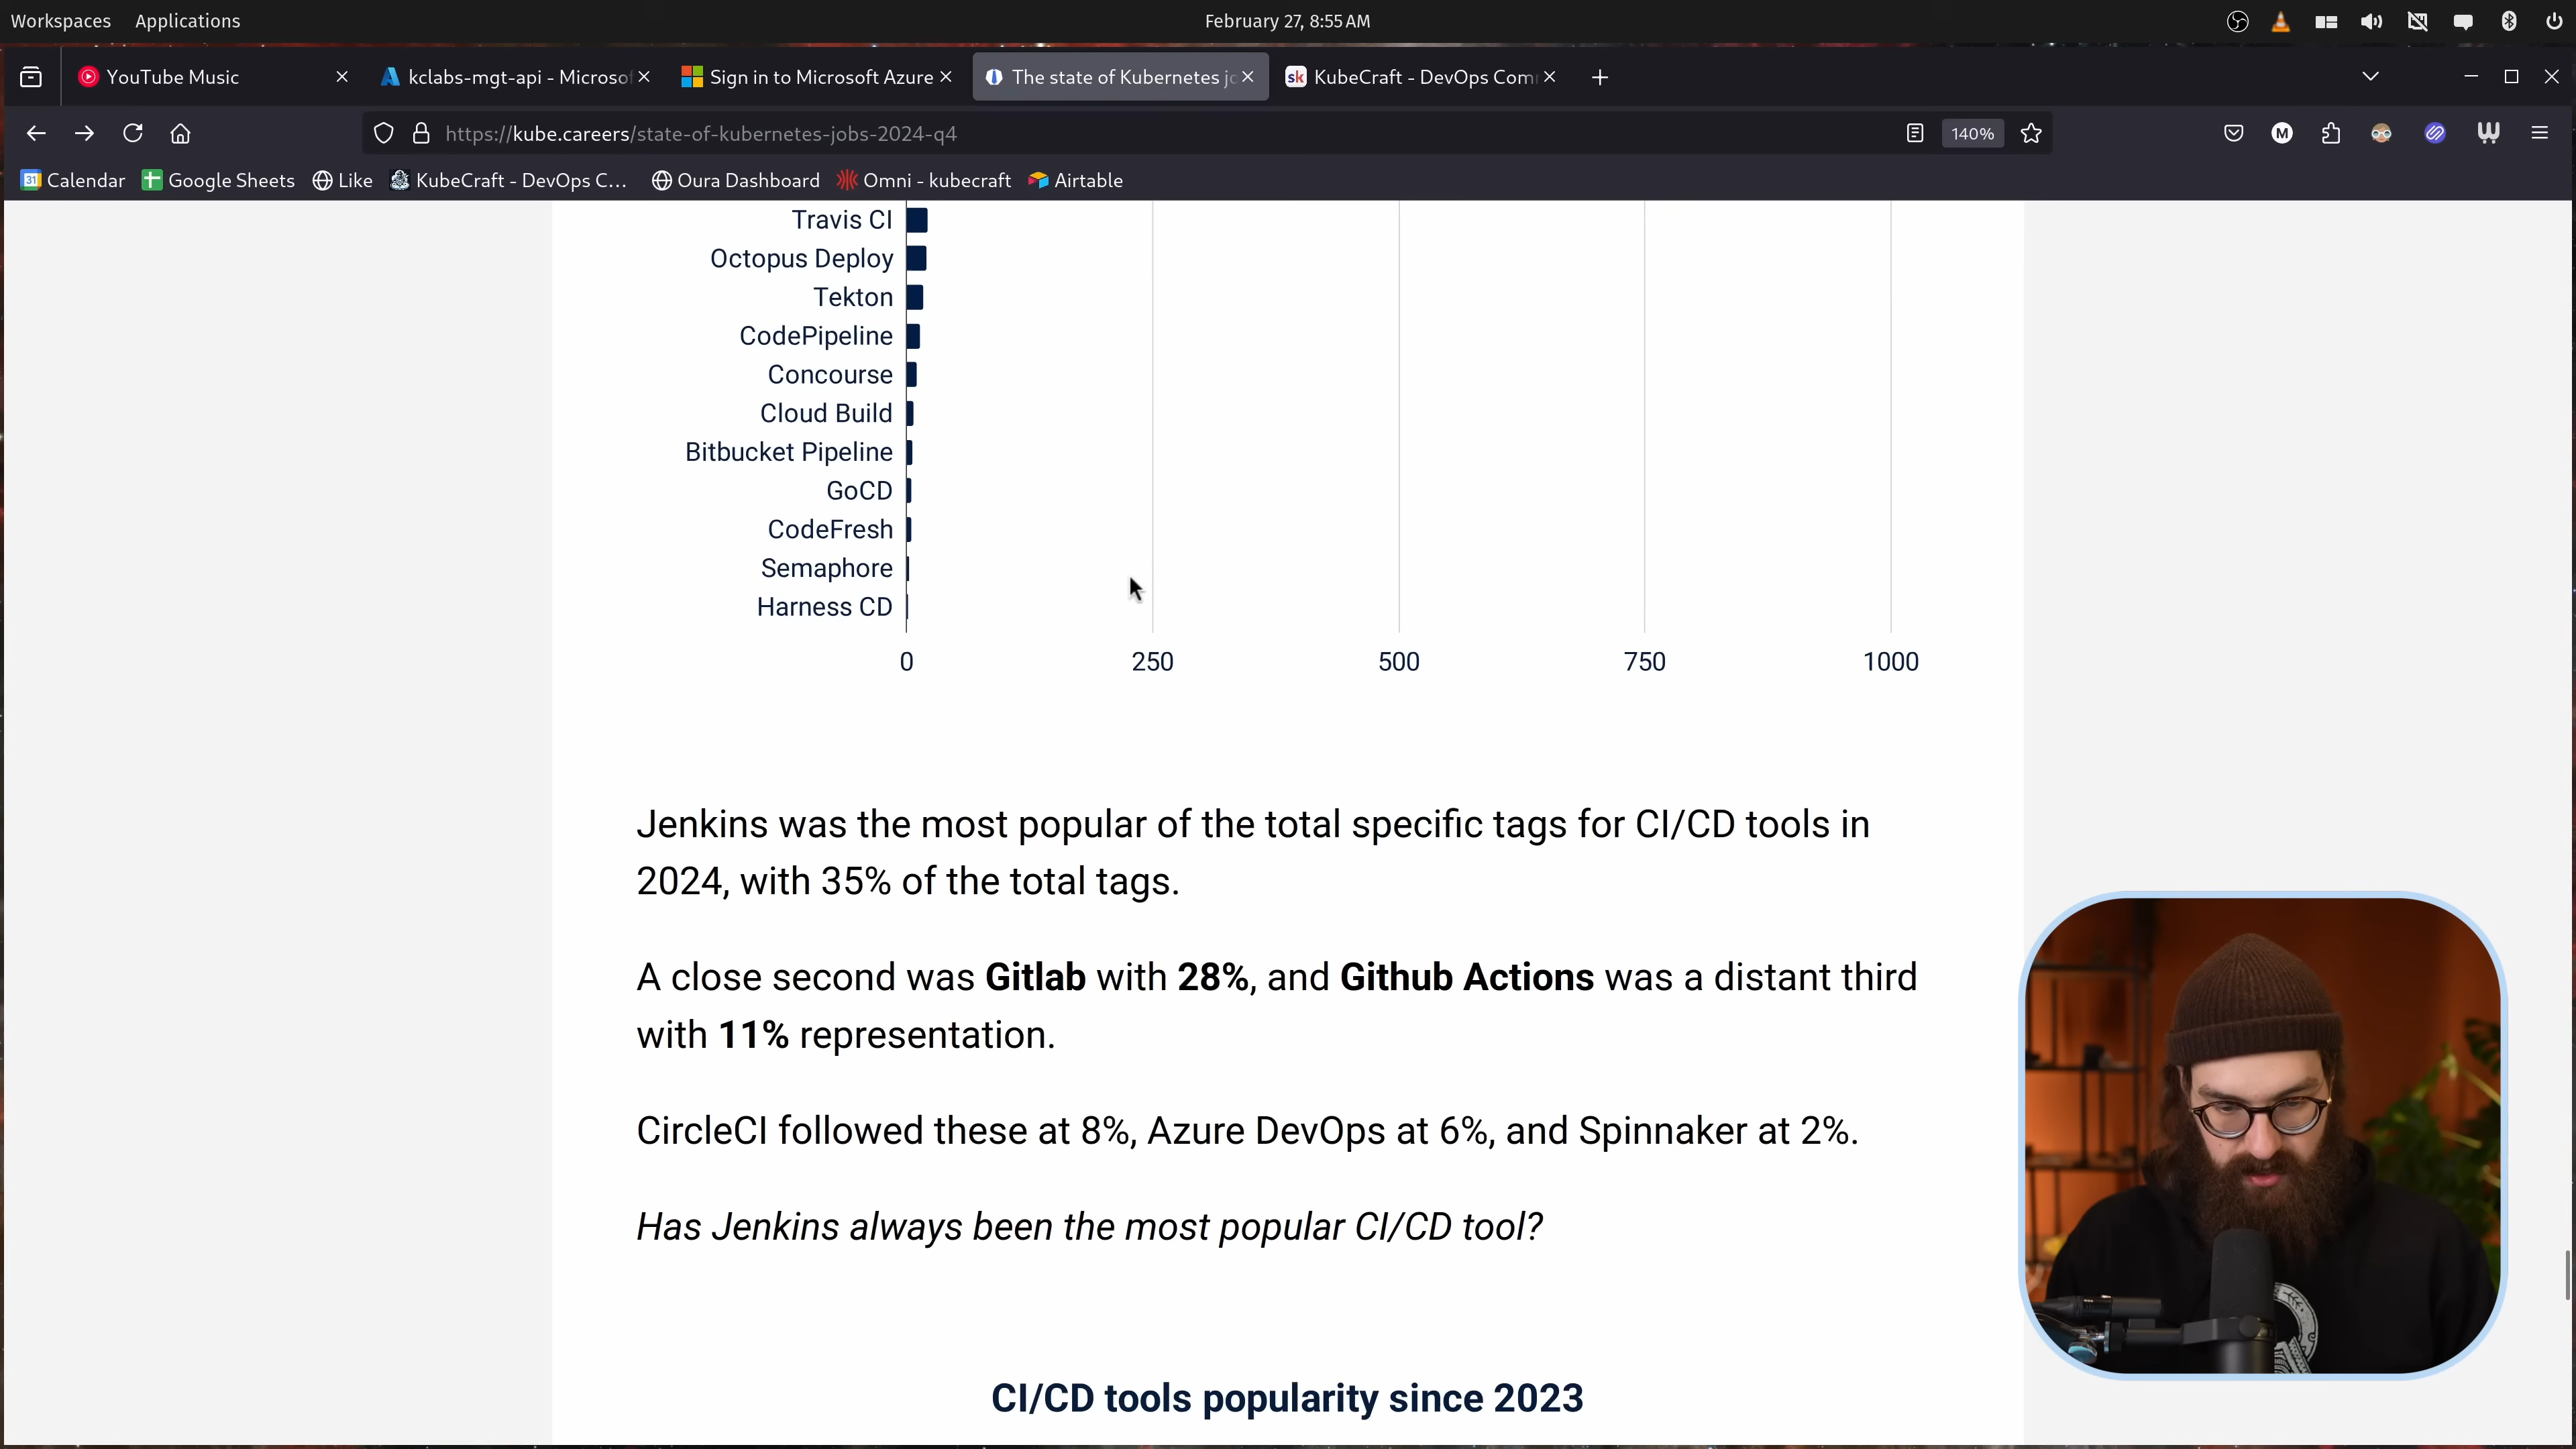 Workspaces Applications February 27, 8:55 AM
YouTube Music kclabs-mgt-api - Microsof Sign in to Microsoft Azure The state of Kubernetes jo KubeCraft - DevOps Com
https://kube.careers/state-of-kubernetes-jobs-2024-q4 140% M
31 Calendar Google Sheets Like KubeCraft - DevOps C... Oura Dashboard Omni - kubecraft Airtable
Travis CI
Octopus Deploy
Tekton
CodePipeline
Concourse
Cloud Build
Bitbucket Pipeline
GoCD
CodeFresh
Semaphore
Harness CD
0 250 500 750 1000
Jenkins was the most popular of the total specific tags for CI/CD tools in
2024, with 35% of the total tags.
A close second was Gitlab with 28%, and Github Actions was a distant third
with 11% representation.
CircleCI followed these at 8%, Azure DevOps at 6%, and Spinnaker at 2%.
Has Jenkins always been the most popular CI/CD tool?
CI/CD tools popularity since 2023